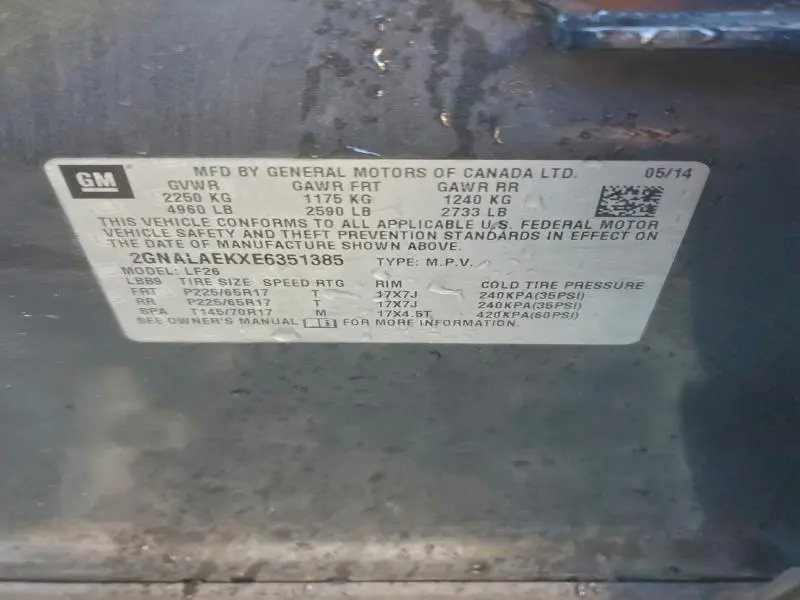 GM
MFD BY GENERAL MOTORS OF CANADA LTD. 05/14
GVWR GAWR FRT GAWR RR
2250 KG 1175 KG 1240 KG
4960 LB 2590 LB 2733 LB
THIS VEHICLE CONFORMS TO ALL APPLICABLE U.S. FEDERAL MOTOR
VEHICLE SAFETY AND THEFT PREVENTION STANDARDS IN EFFECT ON
THE DATE OF MANUFACTURE SHOWN ABOVE.
2GNALAEKXE6351385 TYPE: M.P.V.
MODEL: LF26
LBB9 TIRE SIZE SPEED RTG RIM COLD TIRE PRESSURE
FRT P225/65R17 T 17X7J 240KPA(35PSI)
RR P225/65R17 T 17X7J 240KPA(35PSI)
SPA T145/70R17 M 17X4.5T 420KPA(60PSI)
SEE OWNER'S MANUAL FOR MORE INFORMATION.